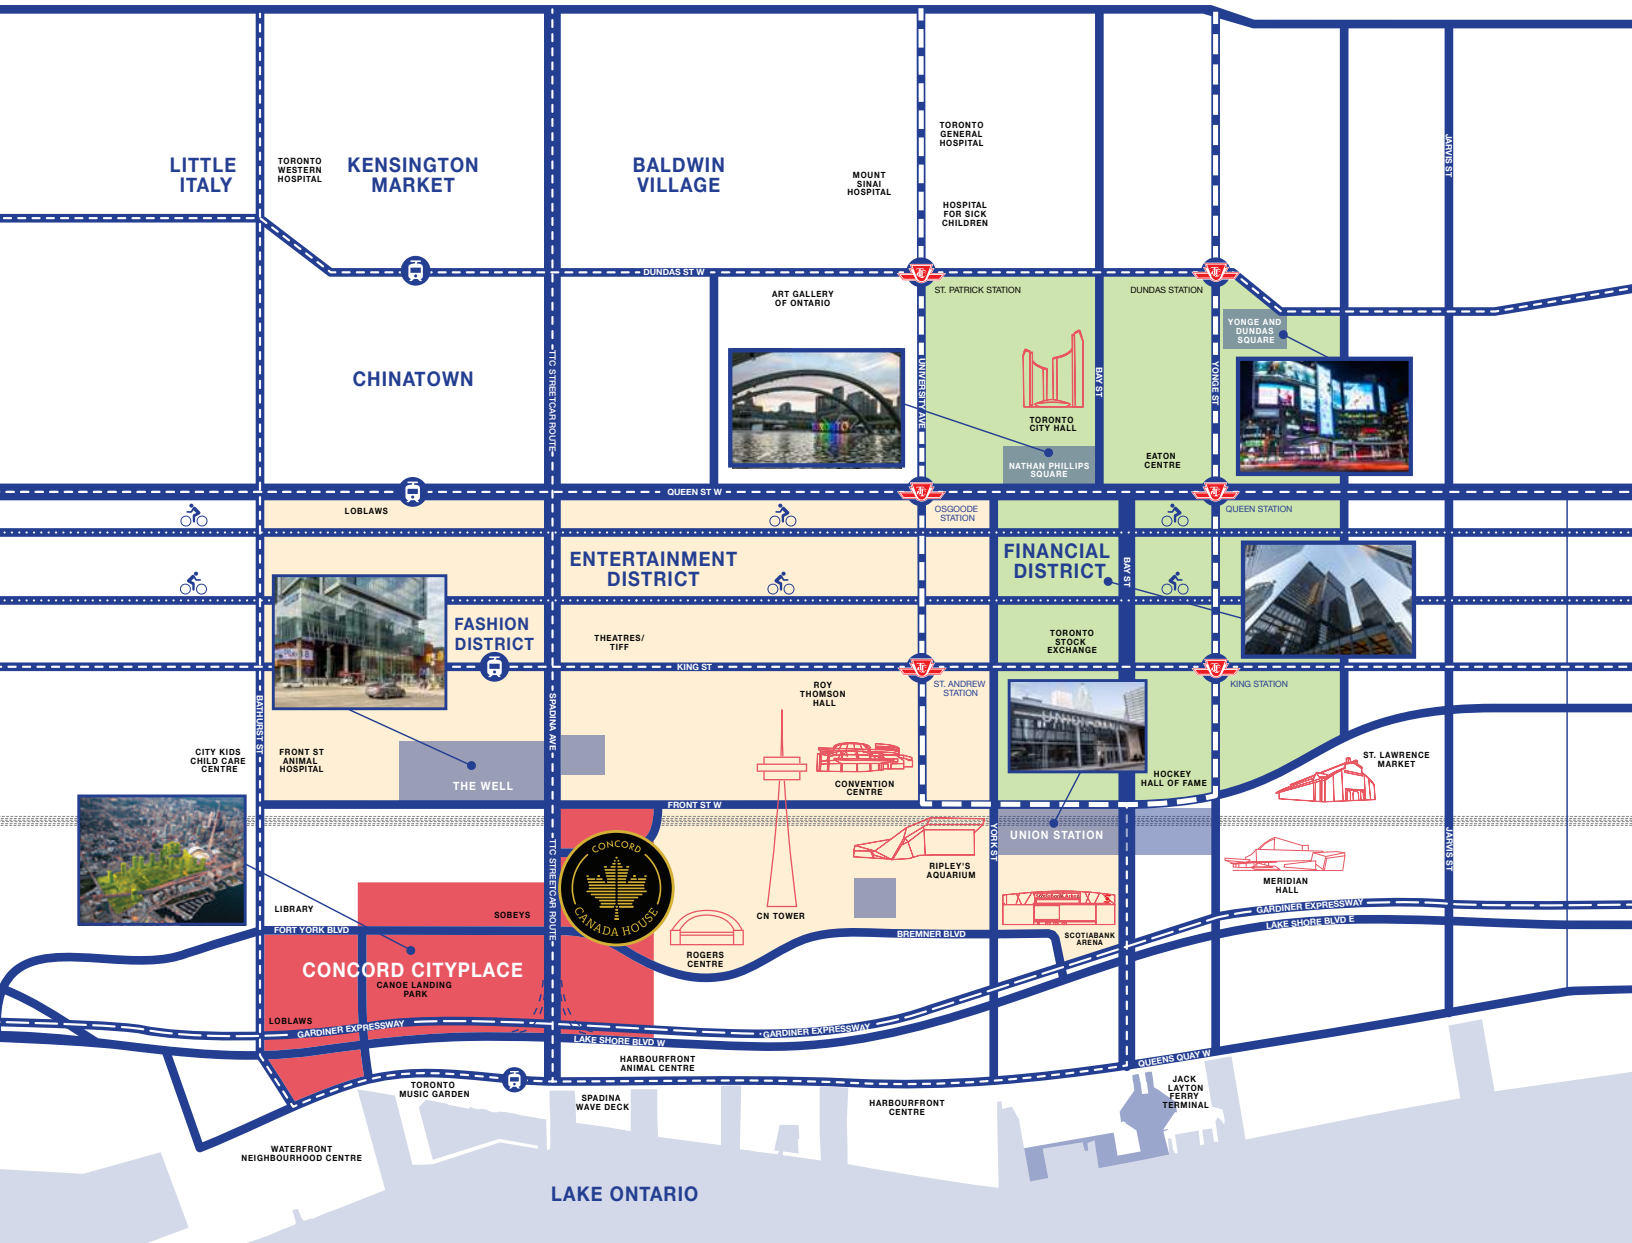 TORONTO
GENERAL
HOSPITAL
LITTLE
ITALY
TORONTO
WESTERN
HOSPITAL
KENSINGTON
MARKET
BALDWIN
VILLAGE
MOUNT
SINAI
HOSPITAL
JARVIS ST
HOSPITAL
FOR SICK
CHILDREN
DUNDAS ST W
ST. PATRICK STATION
DUNDAS STATION
ART GALLERY
OF ONTARIO
YONGE AND
DUNDAS
SQUARE
CHINATOWN
TTC STREETCAR ROUTE
UNIVERSITY AVE
BAY ST
YONGE ST
TORONTO
CITY HALL
NATHAN PHILLIPS
SQUARE
EATON
CENTRE
QUEEN ST W
LOBLAWS
OSGOODE
STATION
QUEEN STATION
ENTERTAINMENT
DISTRICT
FINANCIAL
DISTRICT
BAY ST
FASHION
DISTRICT
THEATRES/
TIFF
TORONTO
STOCK
EXCHANGE
KING ST
ST. ANDREW
STATION
KING STATION
ROY
THOMSON
HALL
BATHURST ST
SPADINA AVE
CITY KIDS
CHILD CARE
CENTRE
FRONT ST
ANIMAL
HOSPITAL
THE WELL
CONVENTION
CENTRE
HOCKEY
HALL OF FAME
ST. LAWRENCE
MARKET
FRONT ST W
UNION STATION
YORK ST
JARVIS ST
TTC STREETCAR ROUTE
CONCORD
CANADA HOUSE
RIPLEY'S
AQUARIUM
MERIDIAN
HALL
LIBRARY
SOBEYS
CN TOWER
FORT YORK BLVD
BREMNER BLVD
SCOTIABANK
ARENA
GARDINER EXPRESSWAY
LAKE SHORE BLVD E
ROGERS
CENTRE
CONCORD CITYPLACE
CANOE LANDING
PARK
LOBLAWS
GARDINER EXPRESSWAY
GARDINER EXPRESSWAY
LAKE SHORE BLVD W
HARBOURFRONT
ANIMAL CENTRE
QUEENS QUAY W
TORONTO
MUSIC GARDEN
SPADINA
WAVE DECK
HARBOURFRONT
CENTRE
JACK
LAYTON
FERRY
TERMINAL
WATERFRONT
NEIGHBOURHOOD CENTRE
LAKE ONTARIO